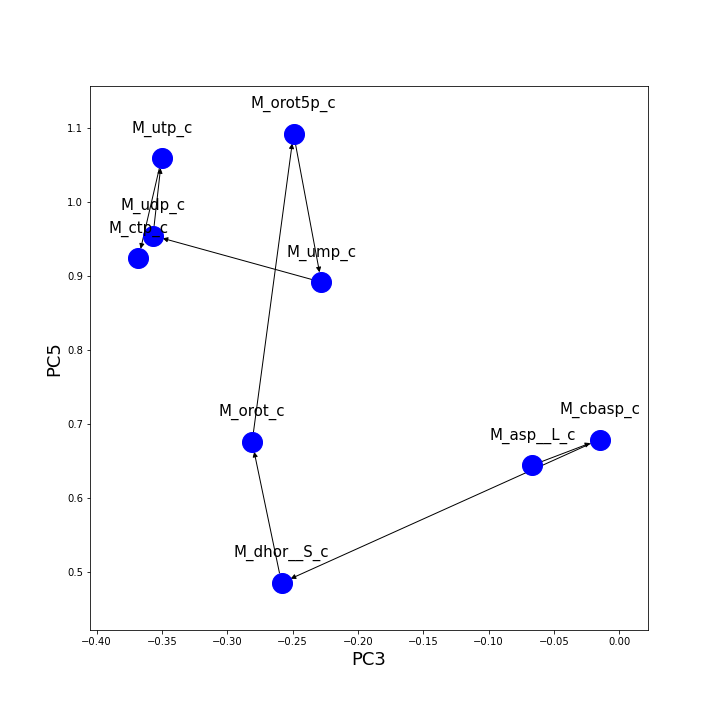 M_orot5p_c
M_utp_c
M_udp_c
M_ctp_c
M_ump_c
M_orot_c
M_cbasp_c
M_asp__L_c
M_dhor__S_c
1.1
1.0
0.9
0.8
0.7
0.6
0.5
PC5
−0.40
−0.35
−0.30
−0.25
−0.20
−0.15
−0.10
−0.05
0.00
PC3